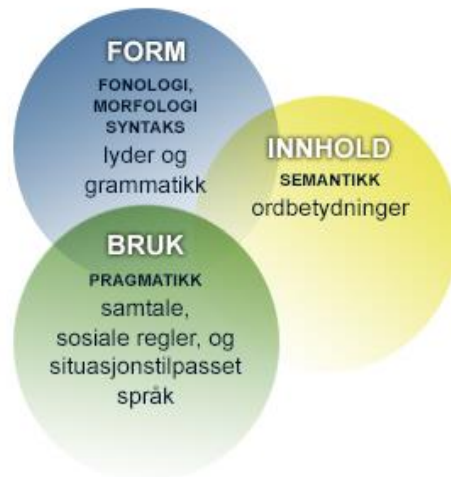 FORM
FONOLOGI,
MORFOLOGI
SYNTAKS
lyder og
grammatikk
INNHOLD
SEMANTIKK
ordbetydninger
BRUK
PRAGMATIKK
samtale,
sosiale regler, og
situasjonstilpasset
språk